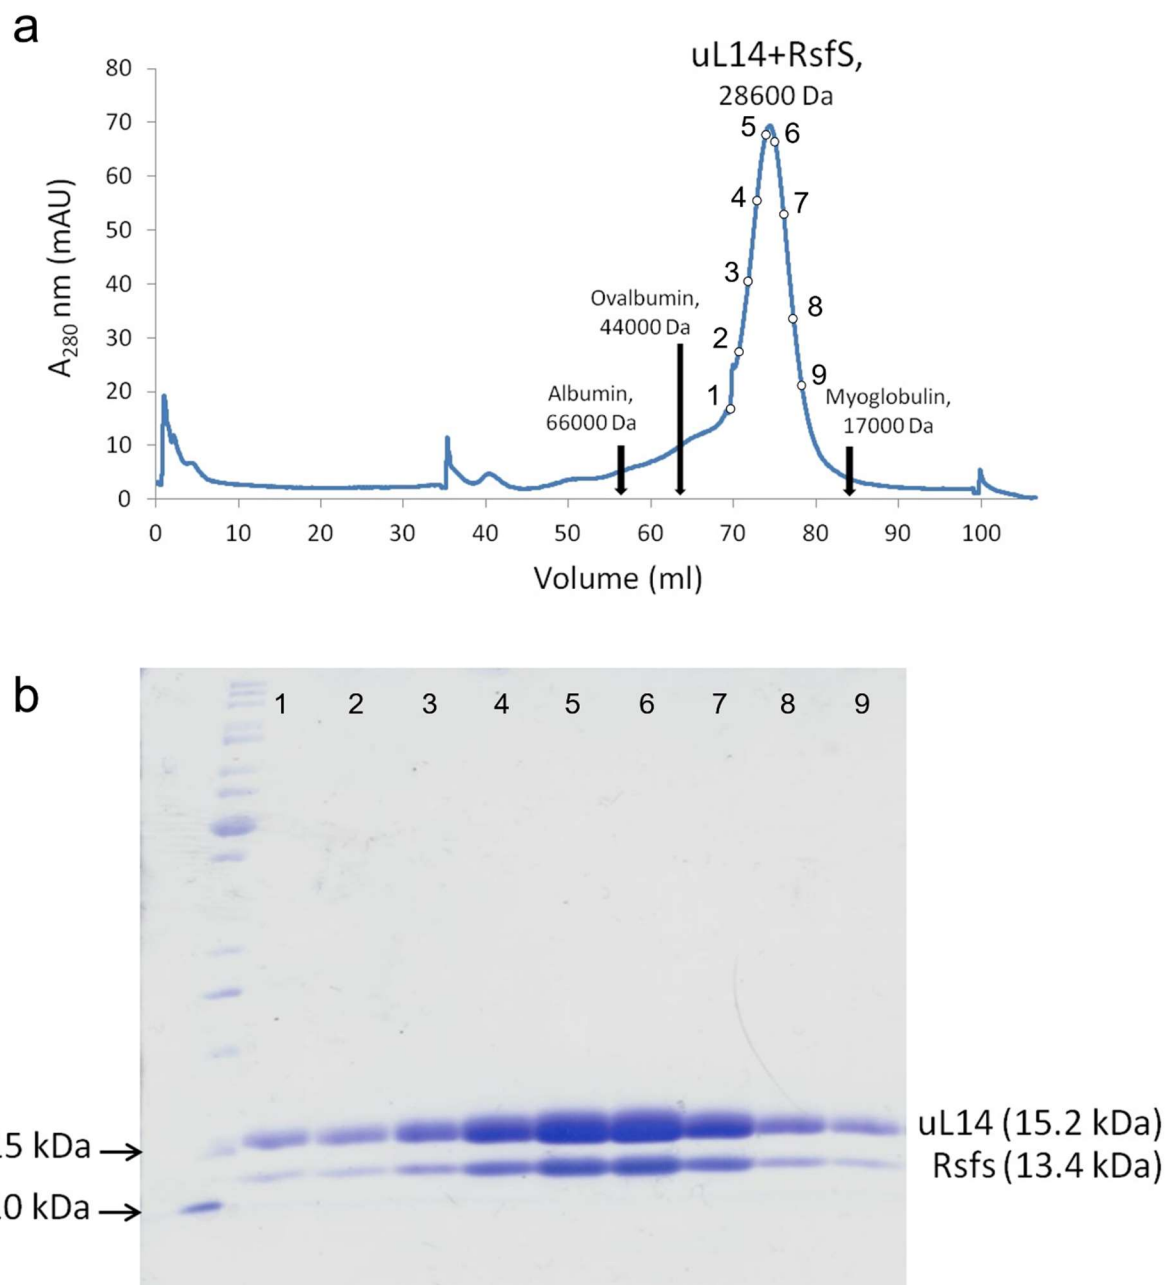 a
uL14+RsfS,
28600 Da
80
70
60
50
40
30
20
10
0
A280 nm (mAU)
5
6
4
7
3
8
2
9
1
Ovalbumin,
44000 Da
Albumin,
66000 Da
Myoglobulin,
17000 Da
0 10 20 30 40 50 60 70 80 90 100
Volume (ml)
b
1 2 3 4 5 6 7 8 9
uL14 (15.2 kDa)
5 kDa
Rsfs (13.4 kDa)
0 kDa